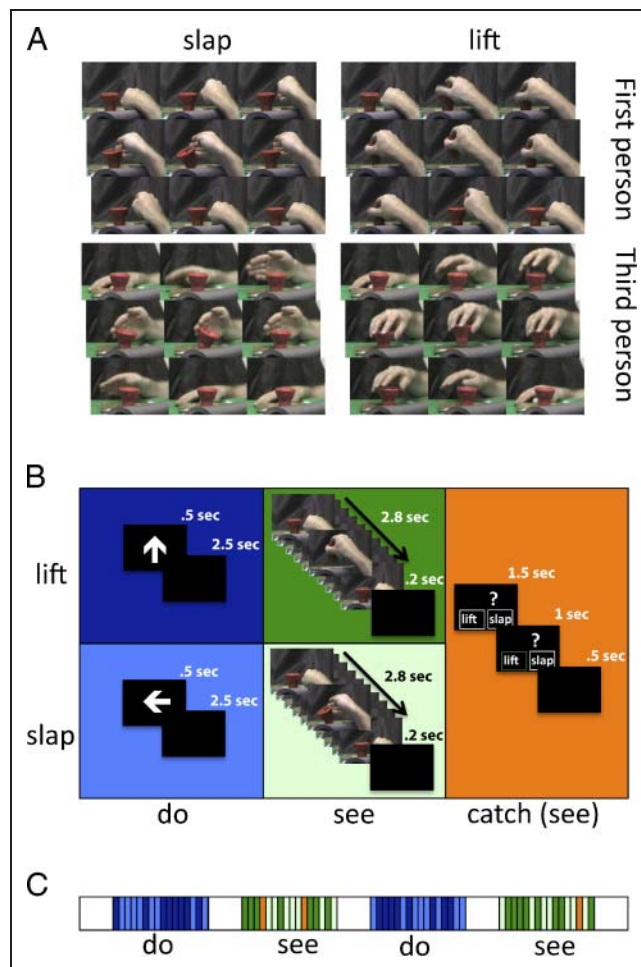 A
slap lift
First person
Third person
B
lift
.5 sec
2.5 sec
2.8 sec
.2 sec
1.5 sec
?
lift slap
1 sec
?
lift slap
.5 sec
slap
.5 sec
2.5 sec
2.8 sec
.2 sec
do see catch (see)
C
do see do see